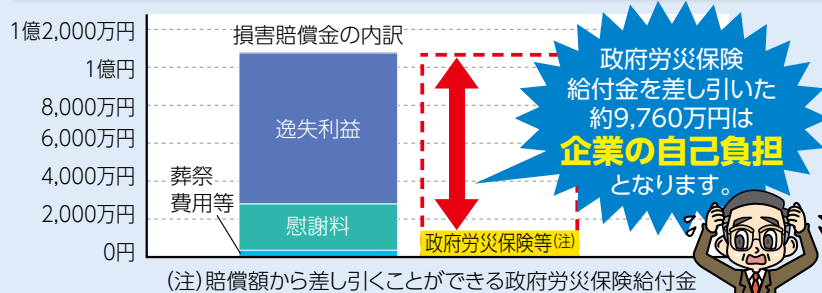 1億2,000万円
1億円
8,000万円
6,000万円
4,000万円
2,000万円
0円
損害賠償金の内訳
逸失利益
慰謝料
葬祭
費用等
政府労災保険等(注)
政府労災保険
給付金を差し引いた
約9,760万円は
企業の自己負担
となります。
(注)賠償額から差し引くことができる政府労災保険給付金